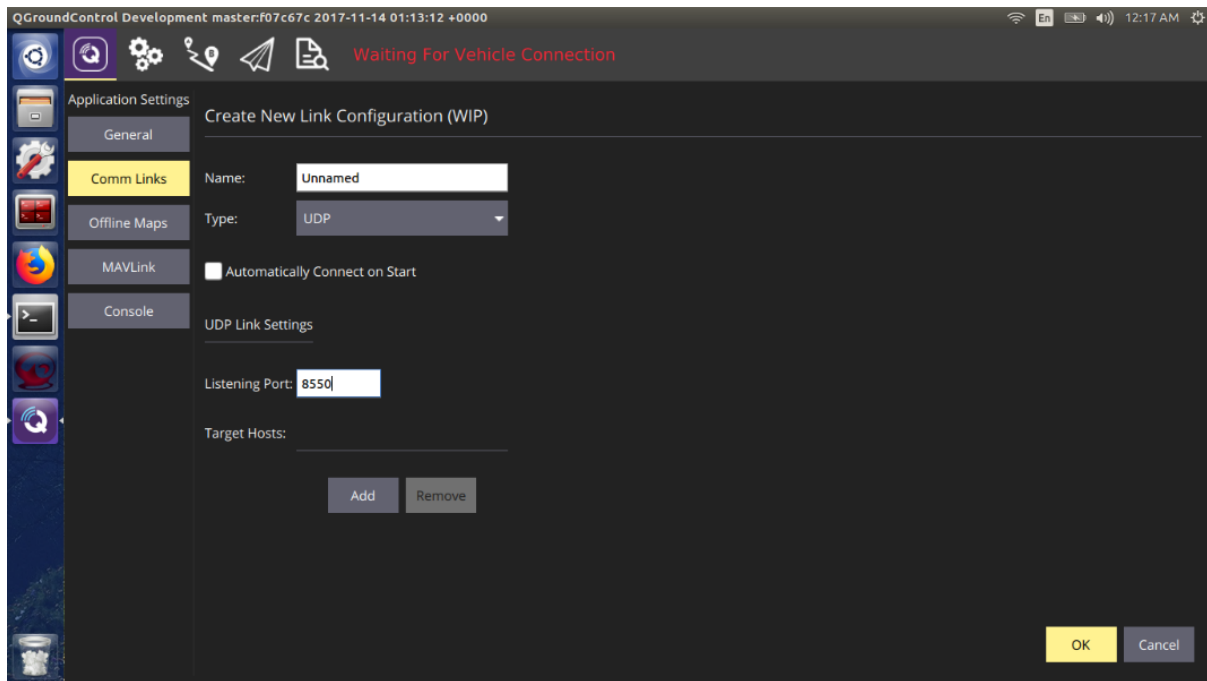 QGroundControl Development master:f07c67c 2017-11-14 01:13:12 +0000
En
12:17 AM
Waiting For Vehicle Connection
Application Settings
General
Comm Links
Offline Maps
MAVLink
Console
Create New Link Configuration (WIP)
Name: Unnamed
Type: UDP
Automatically Connect on Start
UDP Link Settings
Listening Port: 8550
Target Hosts:
Add Remove
OK Cancel